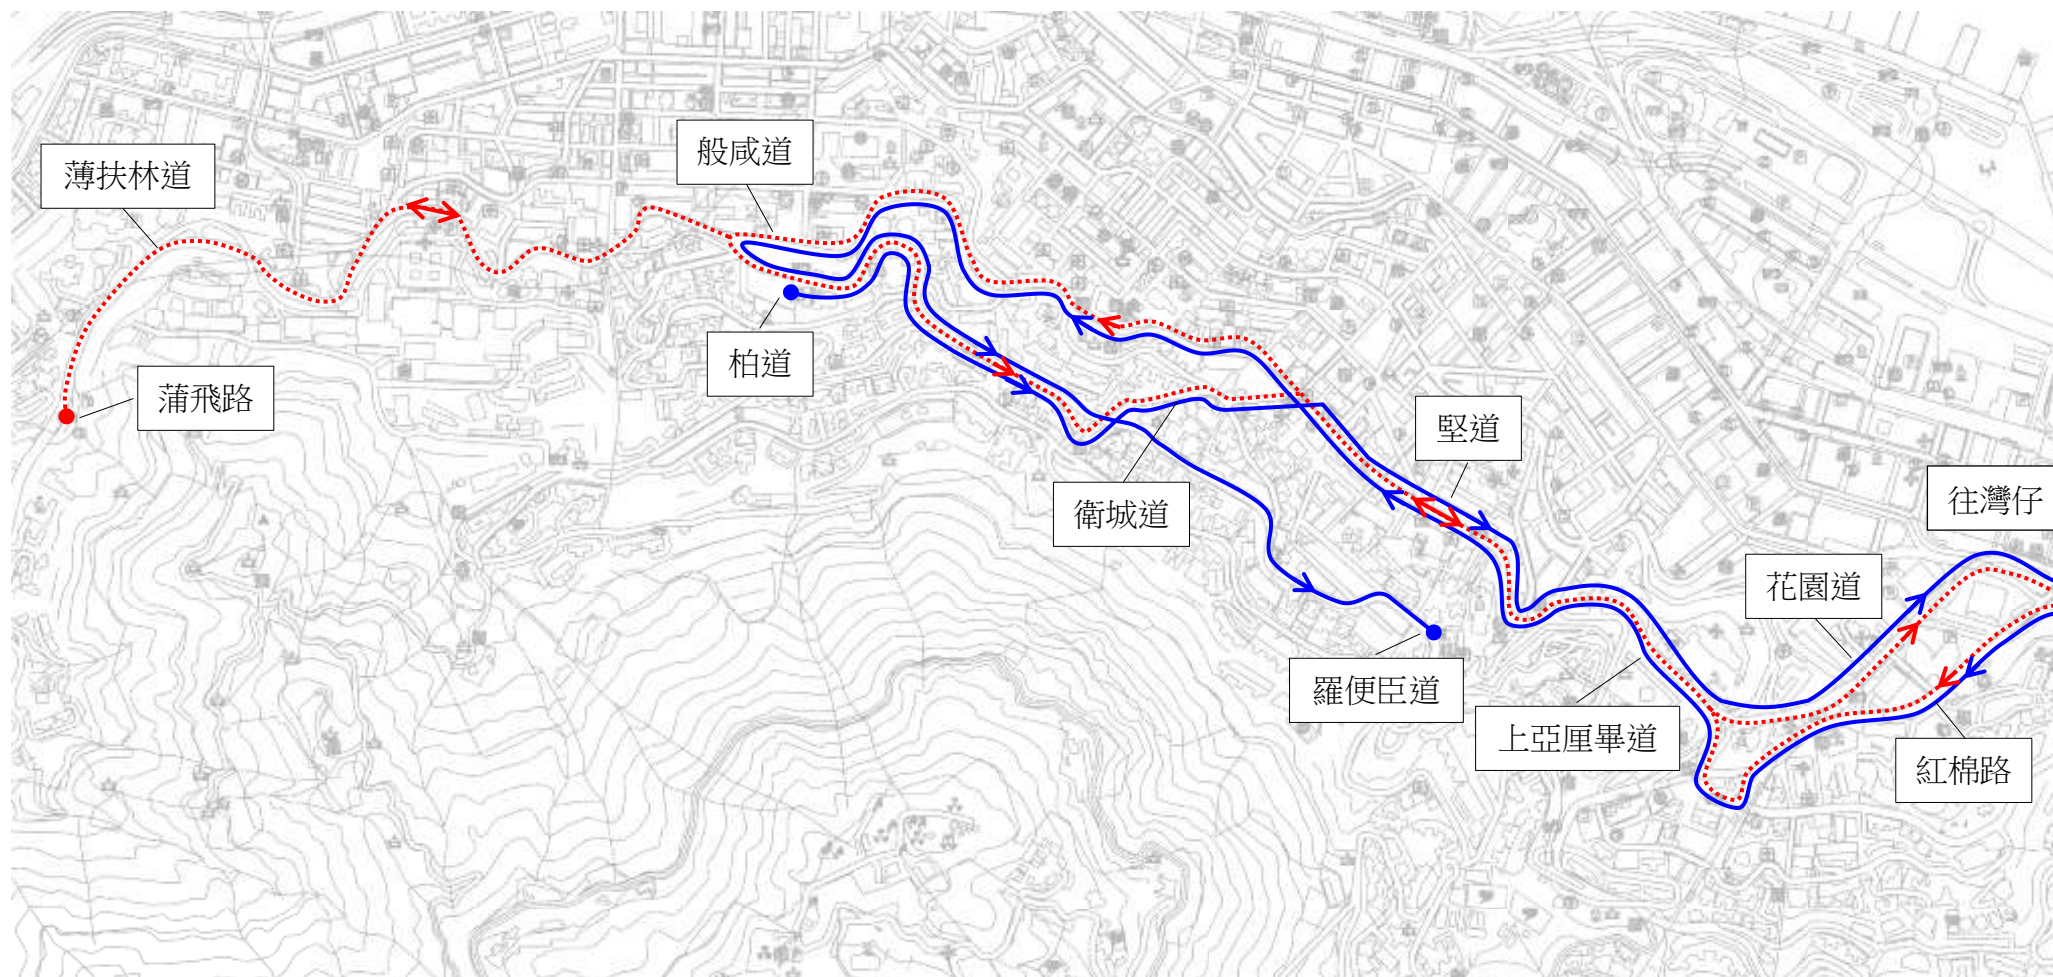 般咸道
薄扶林道
柏道
蒲飛路
堅道
衛城道
往灣仔
花園道
羅便臣道
上亞厘畢道
紅棉路